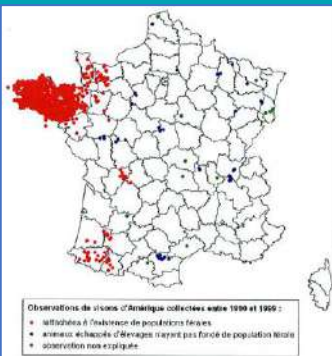 Observations de visons d'Amérique collectées entre 1990 et 1999 :
rattachées à l'existence de populations férales
animaux échappés d'élevages n'ayant pas fondé de population férale
observation non expliquée